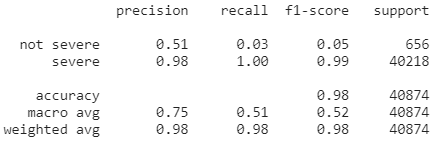 precision recall f1-score support
not severe 0.51 0.03 0.05 656
severe 0.98 1.00 0.99 40218
accuracy 0.98 40874
macro avg 0.75 0.51 0.52 40874
weighted avg 0.98 0.98 0.98 40874